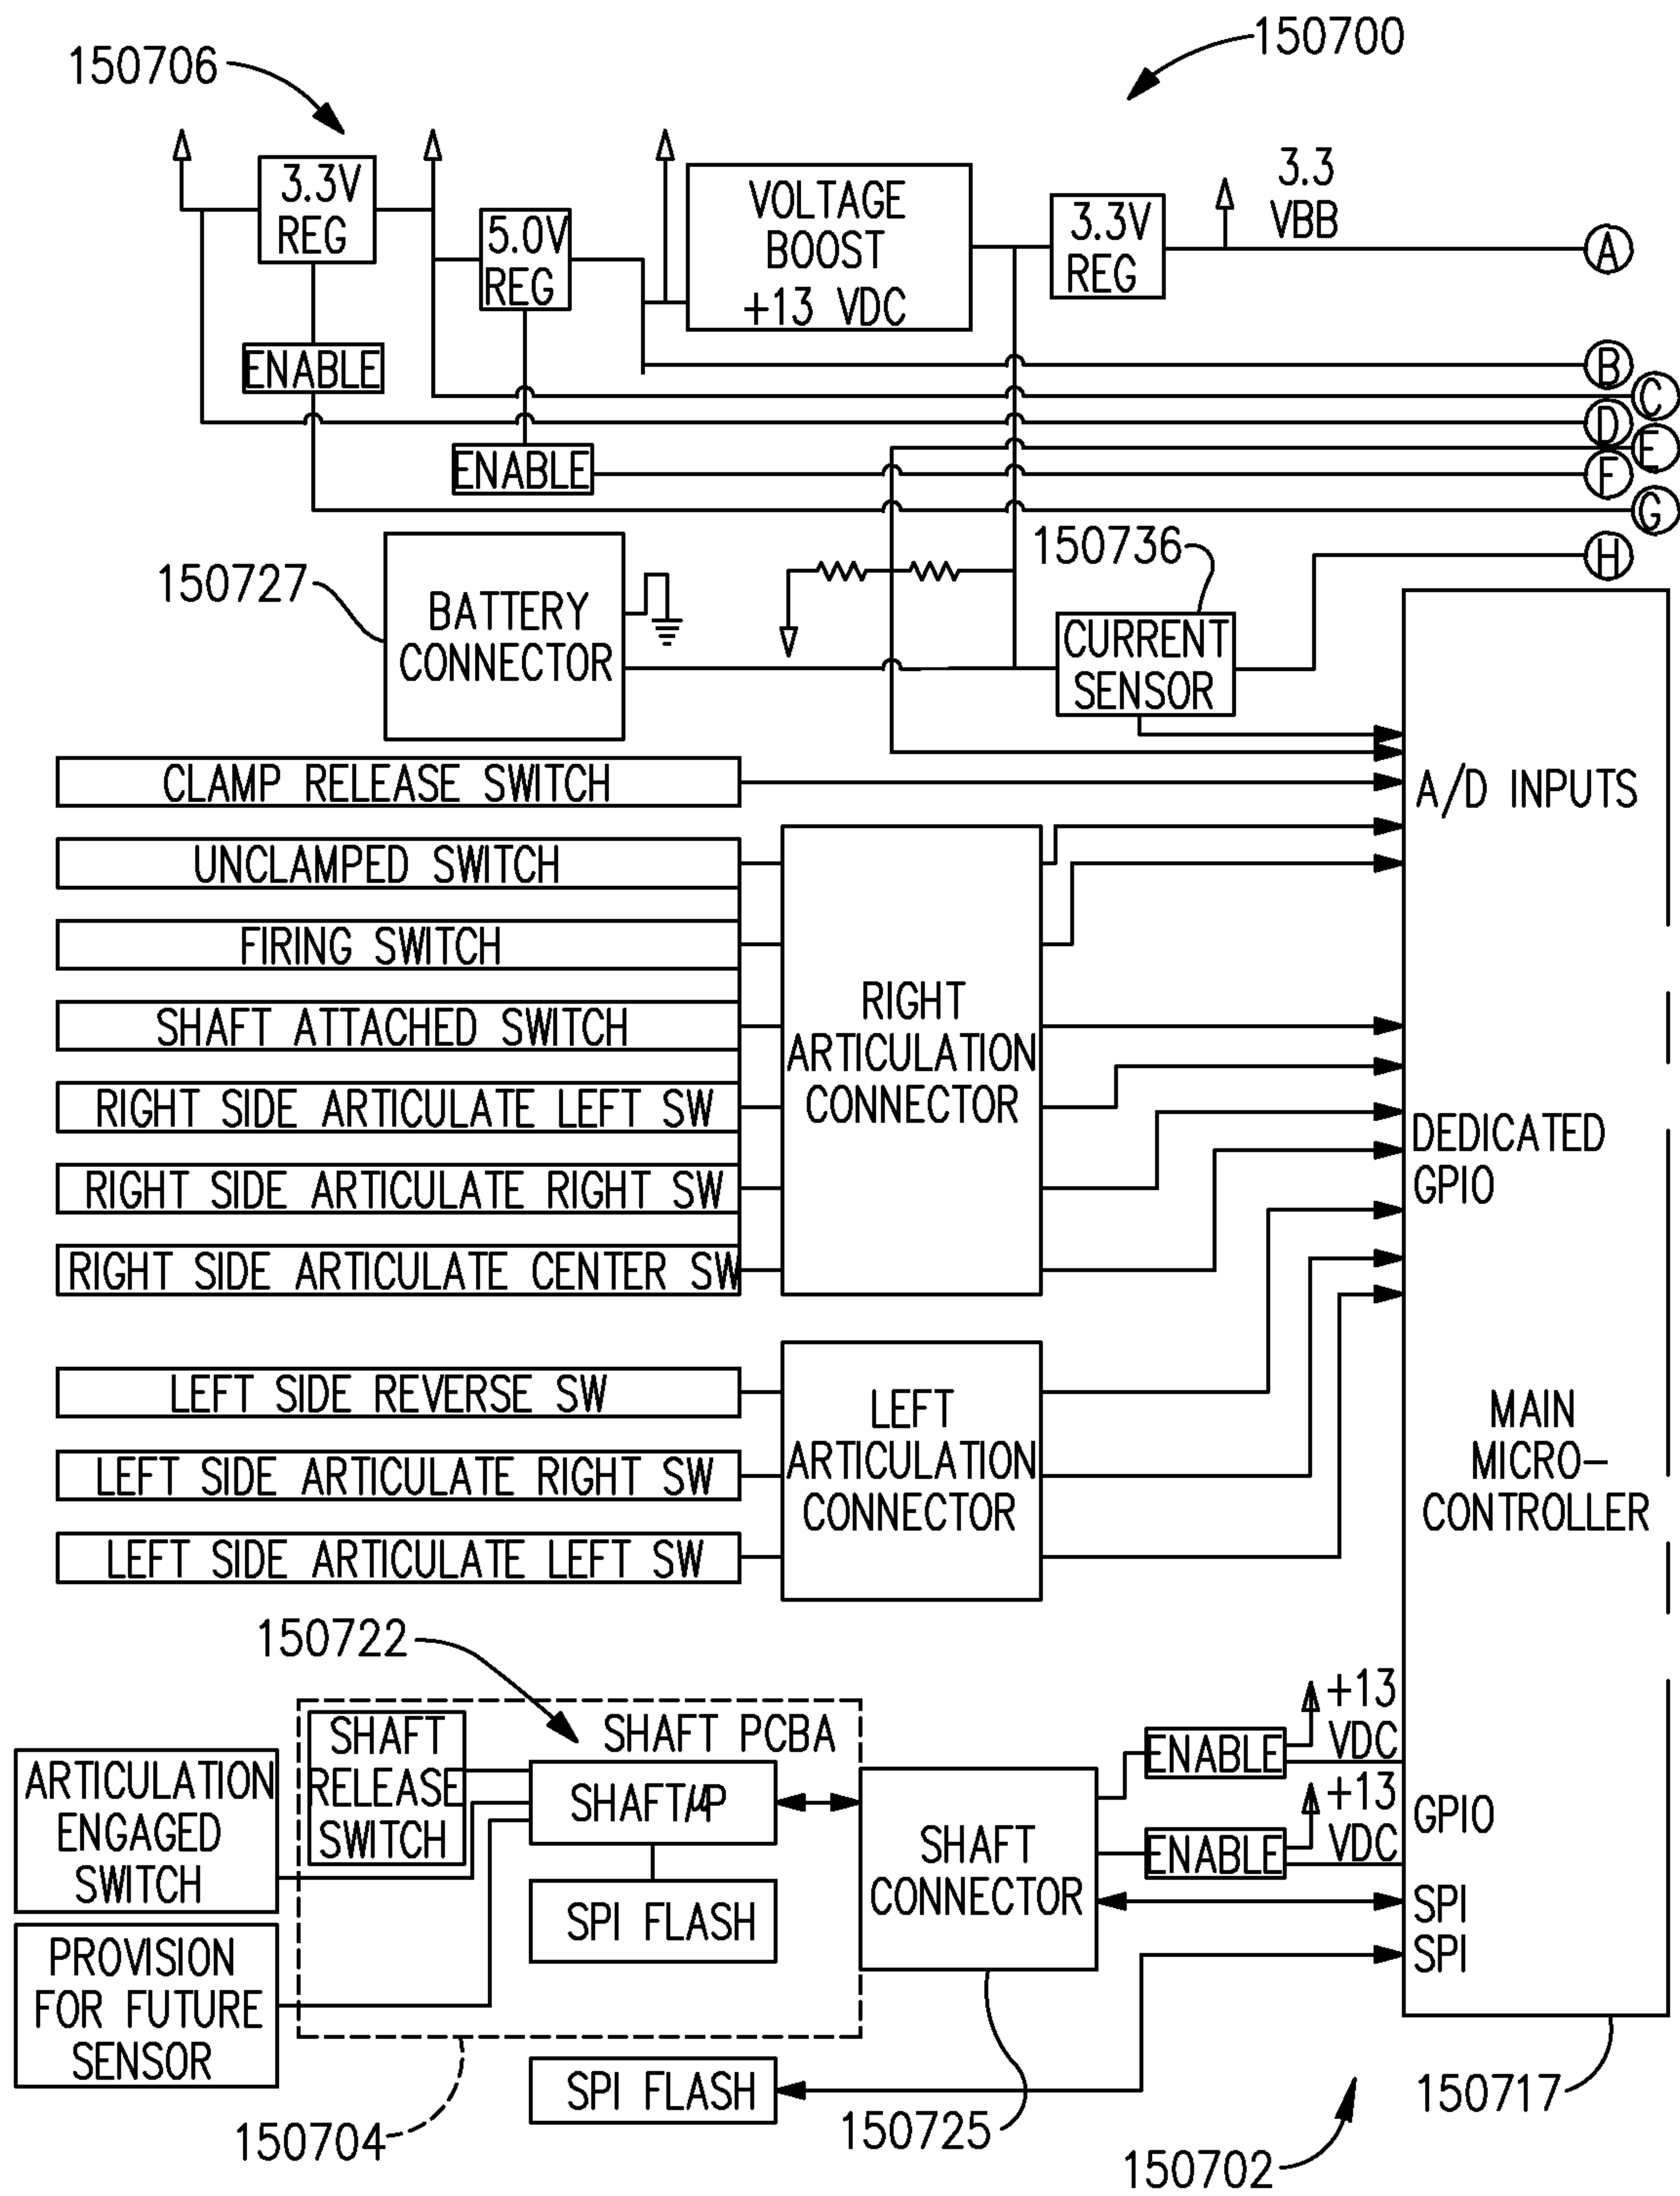 150706
150700
3.3V
REG
5.0V
REG
VOLTAGE
BOOST
+13 VDC
3.3V
REG
3.3
VBB
A
ENABLE
B
C
D
E
ENABLE
F
G
150736
H
150727
BATTERY
CONNECTOR
CURRENT
SENSOR
CLAMP RELEASE SWITCH
A/D INPUTS
UNCLAMPED SWITCH
FIRING SWITCH
SHAFT ATTACHED SWITCH
RIGHT SIDE ARTICULATE LEFT SW
RIGHT SIDE ARTICULATE RIGHT SW
RIGHT SIDE ARTICULATE CENTER SW
RIGHT
ARTICULATION
CONNECTOR
DEDICATED
GPIO
LEFT SIDE REVERSE SW
LEFT SIDE ARTICULATE RIGHT SW
LEFT SIDE ARTICULATE LEFT SW
LEFT
ARTICULATION
CONNECTOR
MAIN
MICRO-
CONTROLLER
150722
SHAFT PCBA
SHAFT
RELEASE
SWITCH
ARTICULATION
ENGAGED
SWITCH
SHAFT µP
SPI FLASH
SHAFT
CONNECTOR
ENABLE
+13
VDC
ENABLE
+13
VDC
GPIO
SPI
SPI
PROVISION
FOR FUTURE
SENSOR
SPI FLASH
150704
150725
150702
150717